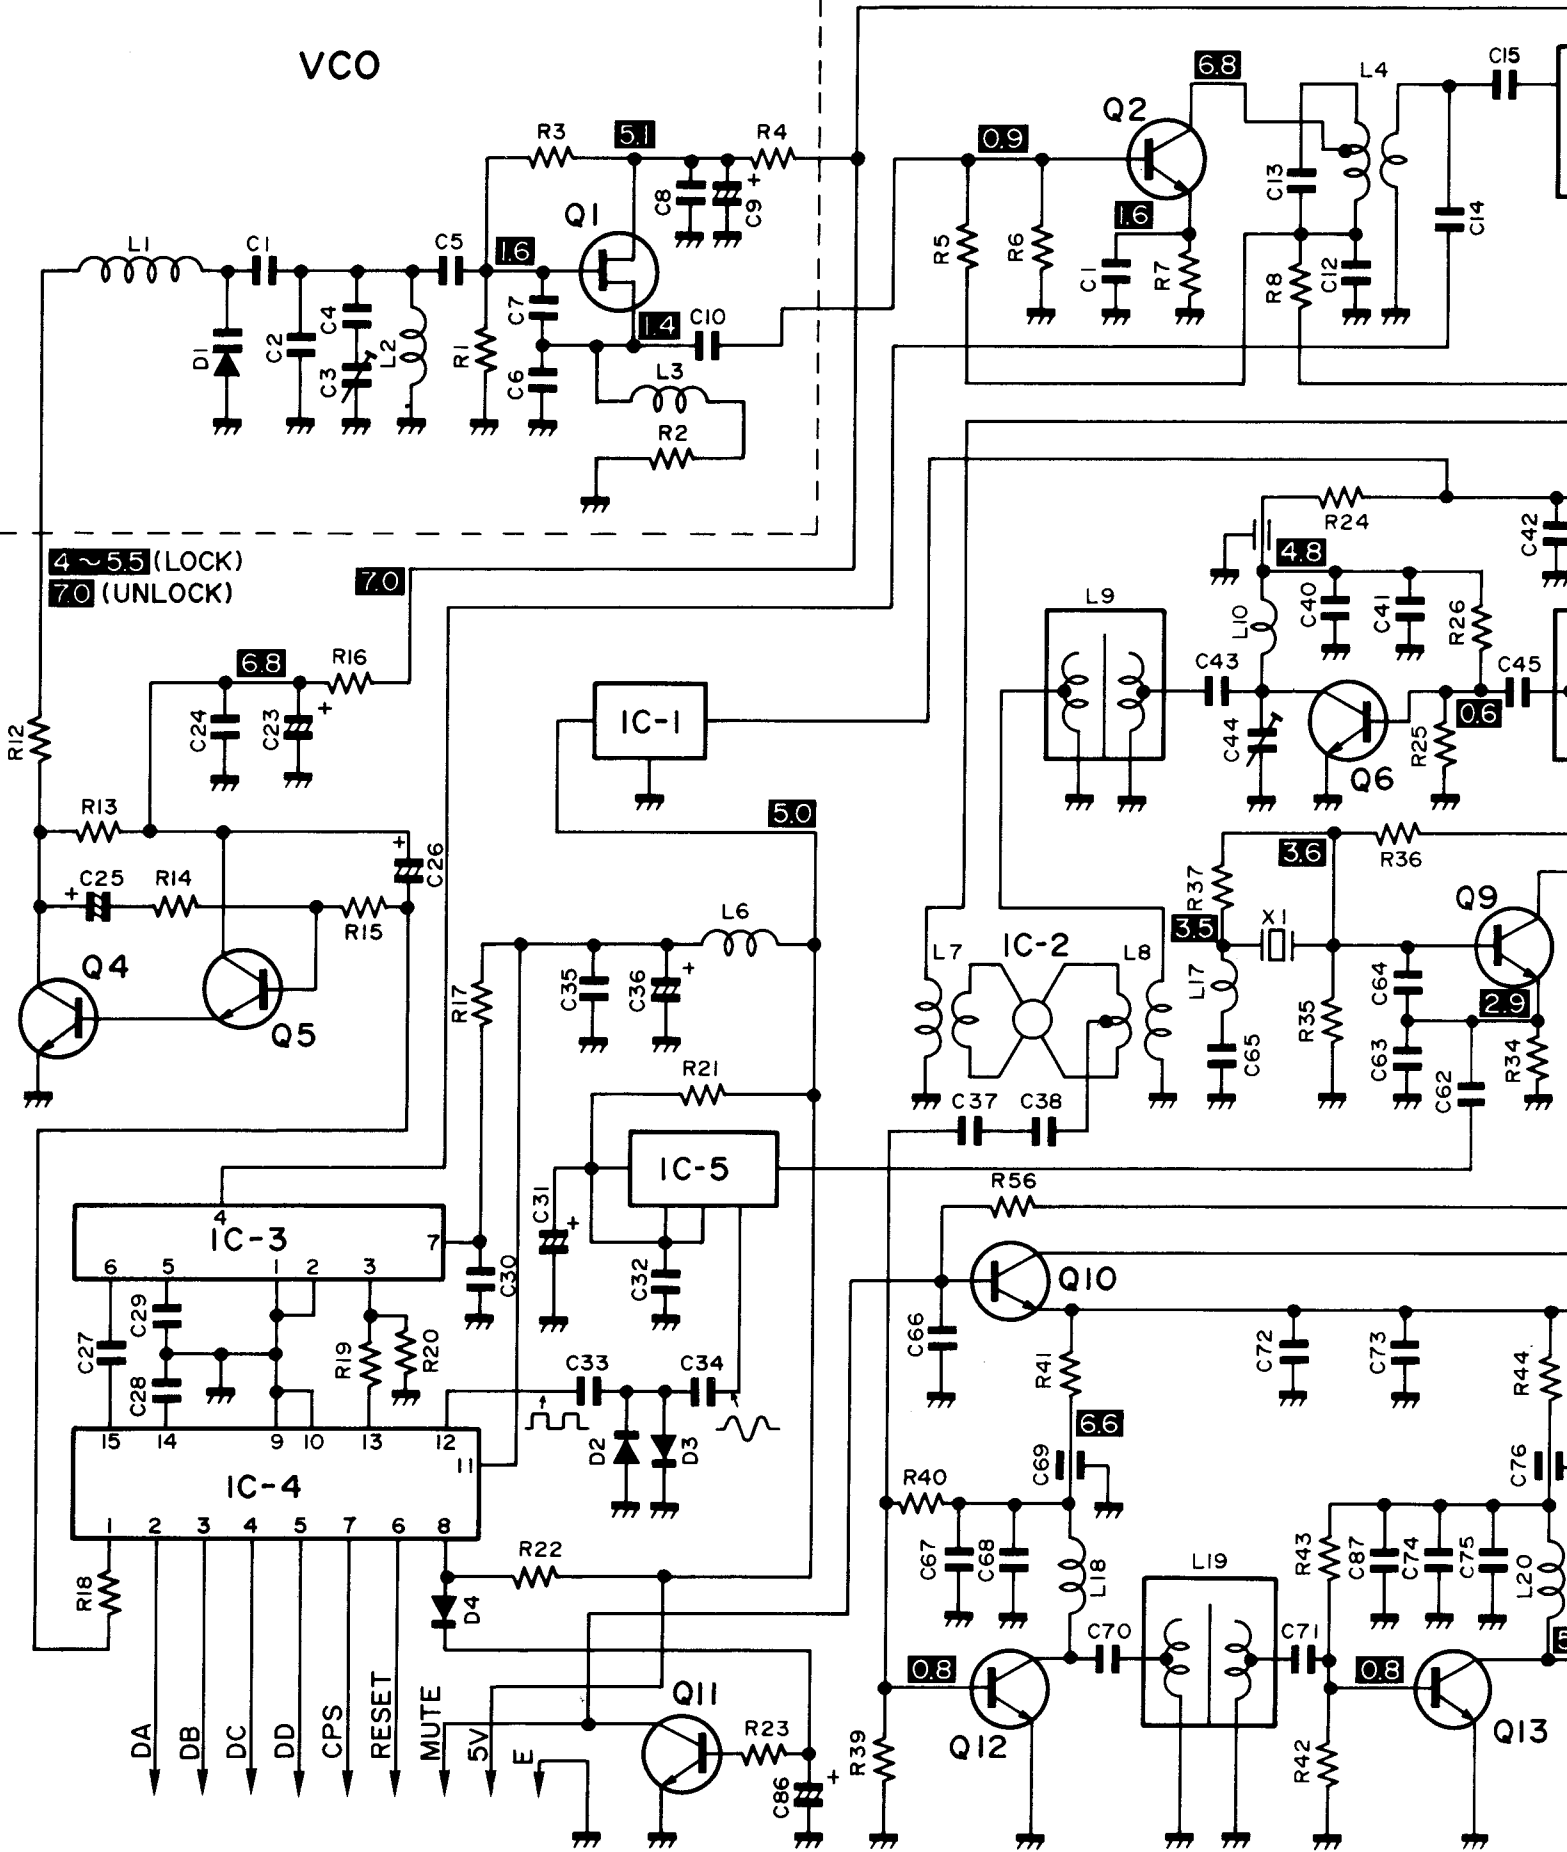 VCO
6.8
L4
C15
Q2
R3
5.1
R4
0.9
C13
C8
C9
Q1
1.6
C14
L1
C1
C5
1.6
R5
R6
C1
R7
R8
C12
C4
C7
1.4
C10
D1
C2
C3
L2
R1
C6
L3
R2
R24
C42
4~5.5 (LOCK)
7.0 (UNLOCK)
7.0
4.8
L9
L10
C40
C41
R26
R16
6.8
C43
C45
R12
C24
C23
IC-1
0.6
C44
R25
Q6
R13
5.0
3.6
R36
C26
C25
R14
R37
Q9
R15
L6
3.5
X1
L7
IC-2
L8
Q4
R17
C35
C36
L17
C64
2.9
Q5
R35
C65
C63
R34
R21
C62
C37
C38
IC-5
R56
C31
4
IC-3
7
6
5
1
2
3
C30
C32
Q10
C29
C27
C28
R19
R20
C66
C72
C73
C33
C34
R41
R44
15
14
9
10
13
12
6.6
11
D2
D3
C69
C76
IC-4
R40
1
2
3
4
5
7
6
8
R22
C67
C68
L18
R43
C87
C74
C75
L20
R18
D4
L19
C70
C71
5
0.8
0.8
Q11
DA
DB
DC
DD
CPS
RESET
MUTE
5V
E
R23
R39
Q12
R42
Q13
C86